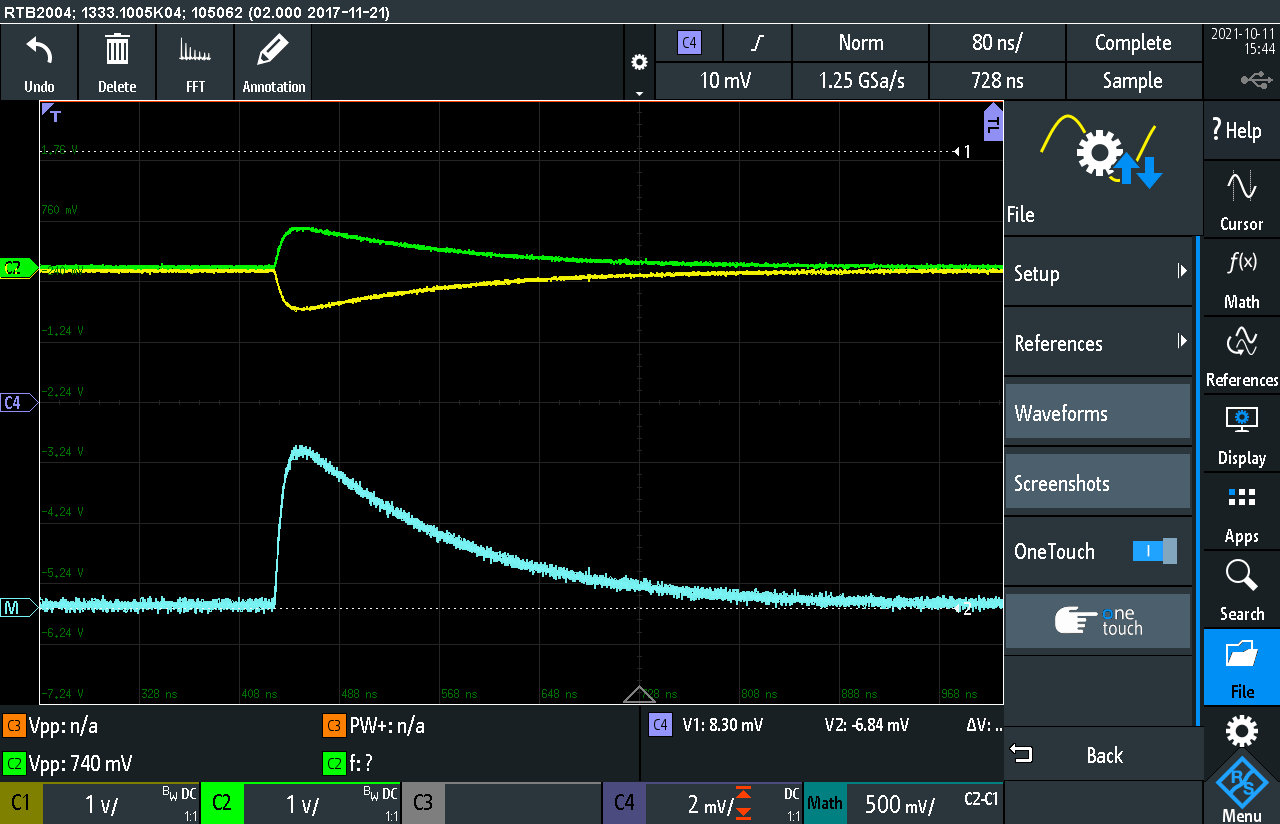 RTB2004; 1333.1005K04; 105062 (02.000 2017-11-21)
Undo
Delete
FFT
Annotation
C4
Norm
80 ns/
Complete
10 mV
1.25 GSa/s
728 ns
Sample
2021-10-11
15:44
T
TL
1,76 V
1
760 mV
C2
-240 mV
-1,24 V
-2,24 V
C4
-3,24 V
-4,24 V
-5,24 V
M
2
-6,24 V
-7,24 V
328 ns
408 ns
488 ns
568 ns
648 ns
728 ns
808 ns
888 ns
968 ns
File
Setup
References
Waveforms
Screenshots
OneTouch
I
one
touch
Back
? Help
Cursor
f(x)
Math
References
Display
Apps
Search
File
R&S
Menu
C3 Vpp: n/a
C3 PW+: n/a
C4 V1: 8.30 mV
V2: -6.84 mV
ΔV: ..
C2 Vpp: 740 mV
C2 f: ?
C1
1 V/
BW DC
1:1
C2
1 V/
BW DC
1:1
C3
C4
2 mV/
DC
1:1
Math
500 mV/
C2-C1